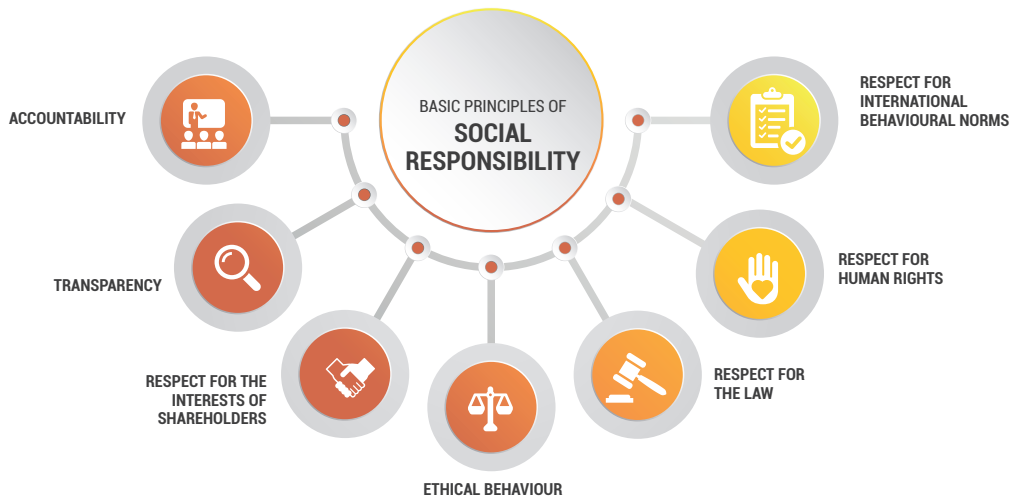 BASIC PRINCIPLES OF
SOCIAL
RESPONSIBILITY
ACCOUNTABILITY
TRANSPARENCY
RESPECT FOR THE
INTERESTS OF
SHAREHOLDERS
ETHICAL BEHAVIOUR
RESPECT FOR
THE LAW
RESPECT FOR
HUMAN RIGHTS
RESPECT FOR
INTERNATIONAL
BEHAVIOURAL NORMS